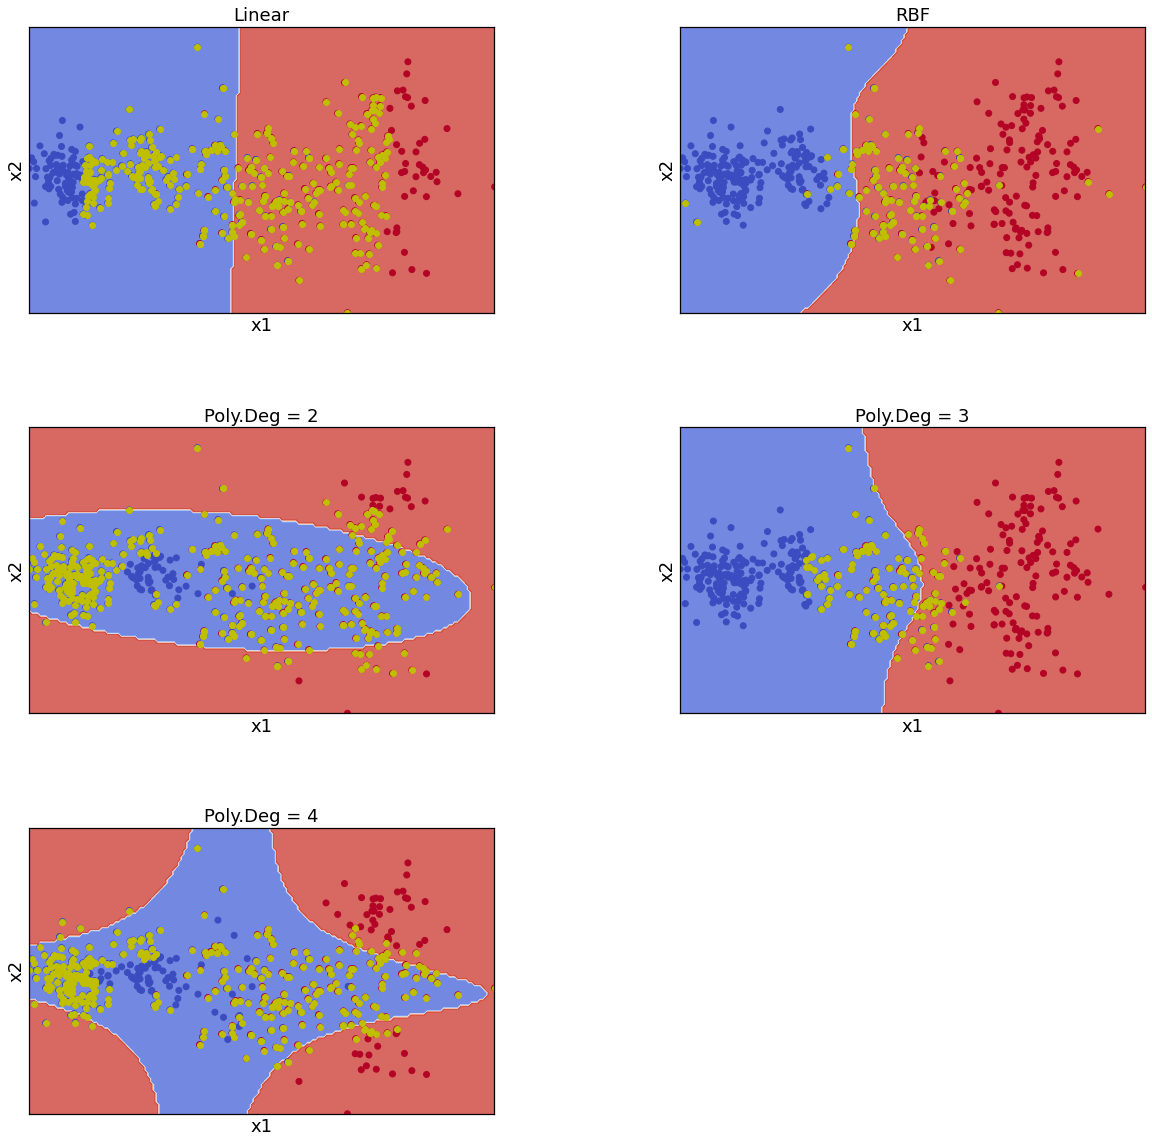 Linear
RBF
x2
x2
x1
x1
Poly.Deg = 2
Poly.Deg = 3
x2
x2
x1
x1
Poly.Deg = 4
x2
x1